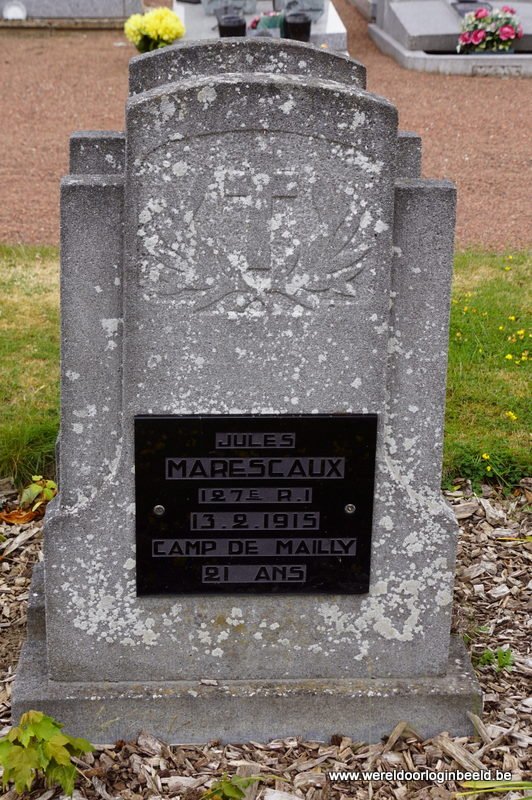 JULES
MARESCAUX
127E R.I
13.2.1915
CAMP DE MAILLY
21 ANS
www.wereldoorloginbeeld.be